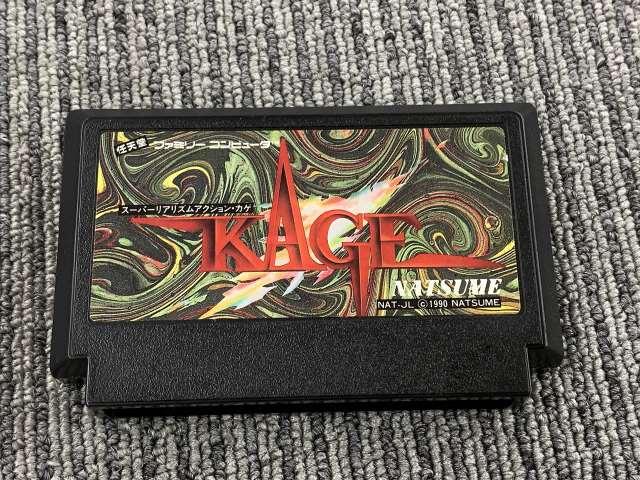 任天堂 ファミリー コンピュータ
スーパーリアリズムアクション・カゲ
KAGE
NATSUME
NAT-JL ©1990 NATSUME